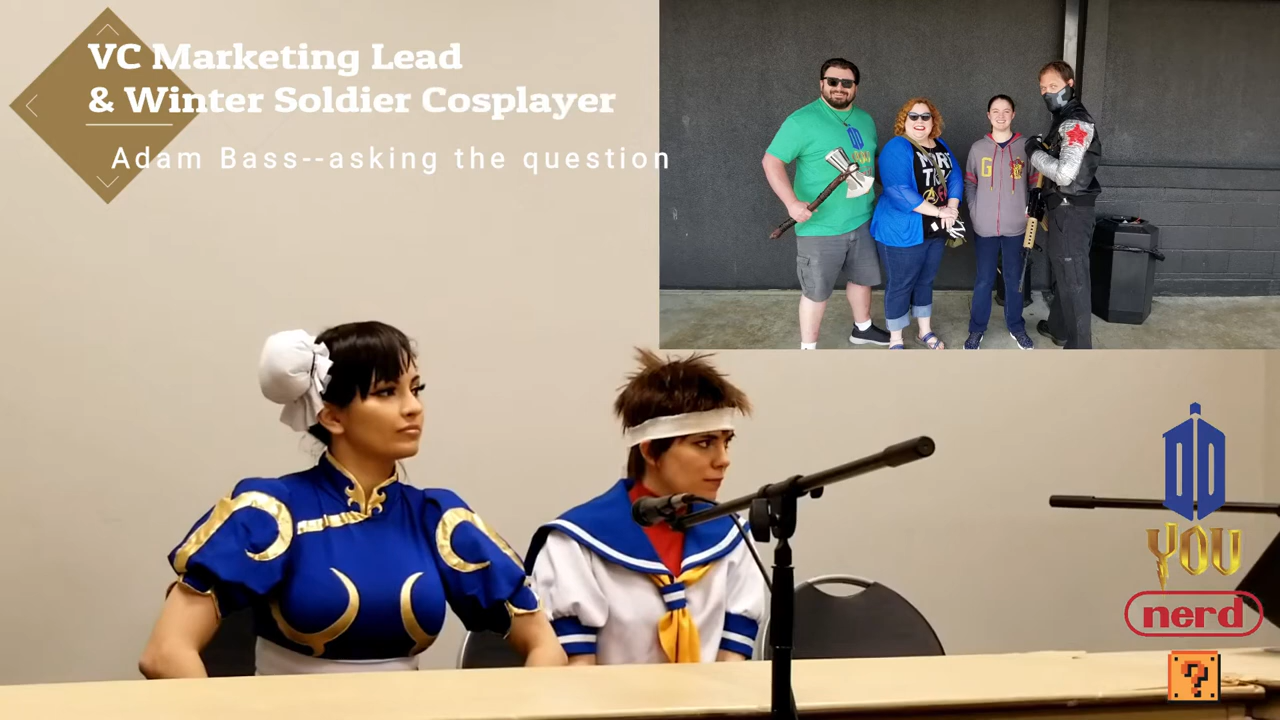 VC Marketing Lead
& Winter Soldier Cosplayer
Adam Bass--asking the question
DO
YOU
nerd
?
G